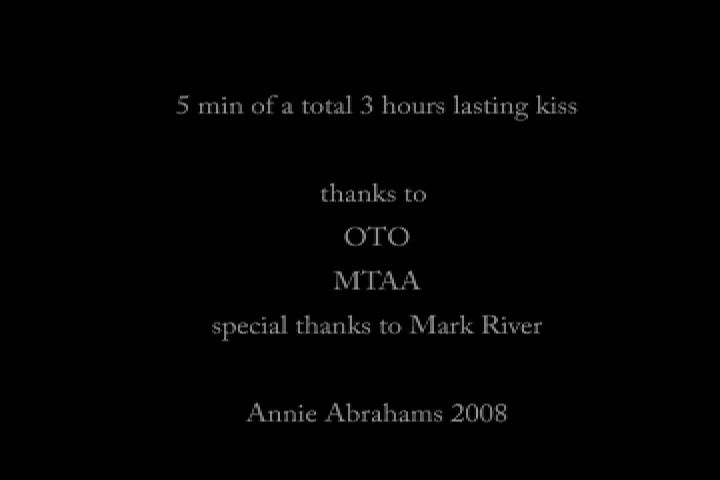 5 min of a total 3 hours lasting kiss
thanks to
OTO
MTAA
special thanks to Mark River
Annie Abrahams 2008